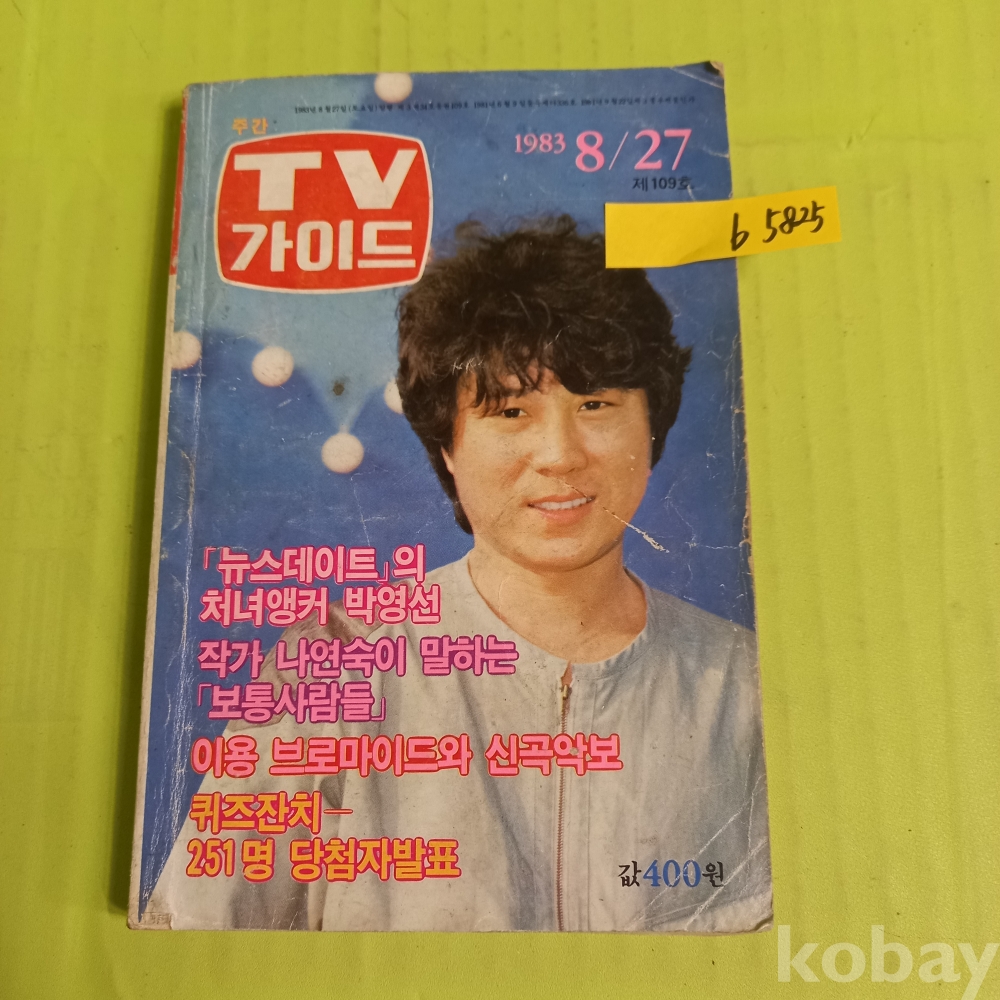 주간
TV
가이드
1983 8/27
제109호
b 5825
「뉴스데이트」의
처녀앵커 박영선
작가 나연숙이 말하는
「보통사람들」
이용 브로마이드와 신곡악보
퀴즈잔치—
251명 당첨자발표
값400원
kobay